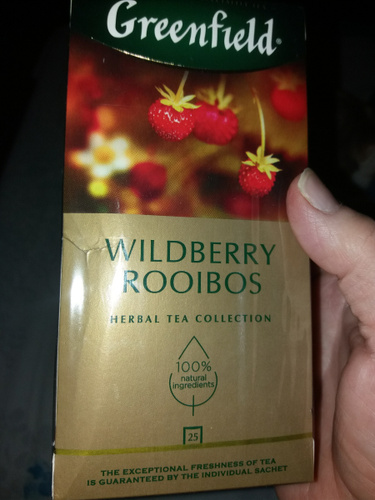 Greenfield®
WILDBERRY
ROOIBOS
HERBAL TEA COLLECTION
100%
natural
ingredients
25
THE EXCEPTIONAL FRESHNESS OF TEA
IS GUARANTEED BY THE INDIVIDUAL SACHET